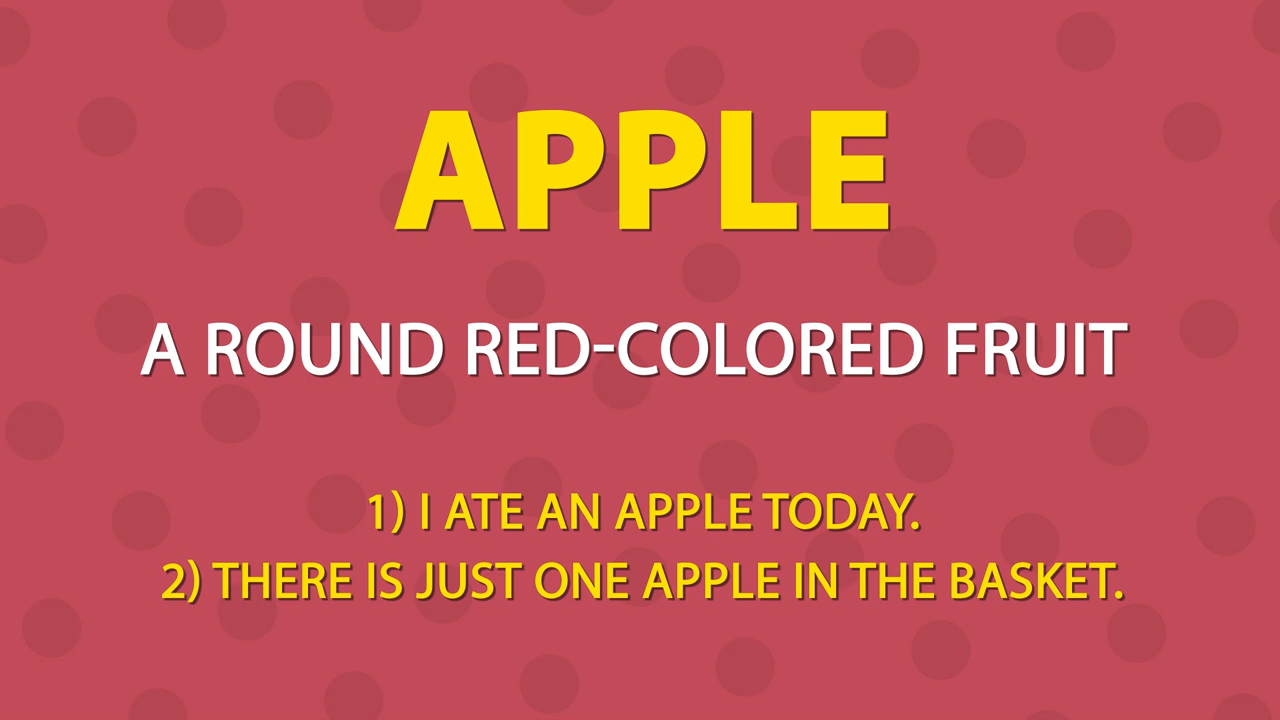 APPLE
A ROUND RED-COLORED FRUIT
1) I ATE AN APPLE TODAY.
2) THERE IS JUST ONE APPLE IN THE BASKET.